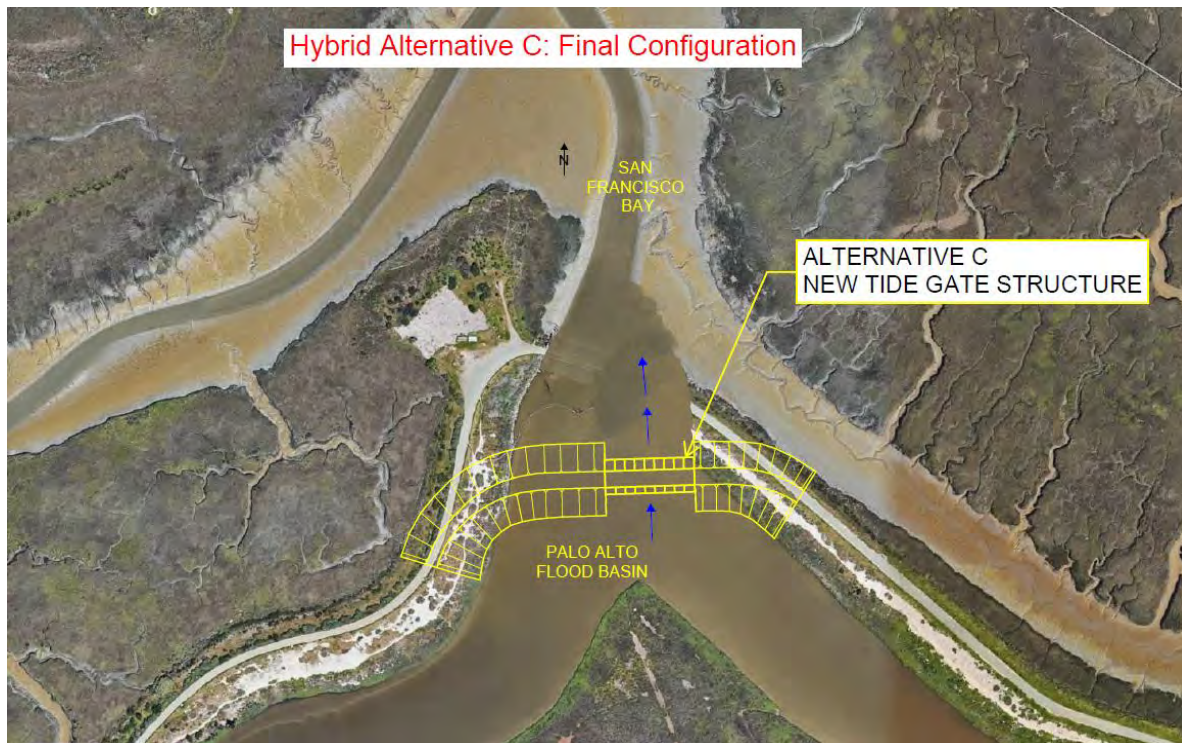 Hybrid Alternative C: Final Configuration
N
SAN
FRANCISCO
BAY
ALTERNATIVE C
NEW TIDE GATE STRUCTURE
PALO ALTO
FLOOD BASIN